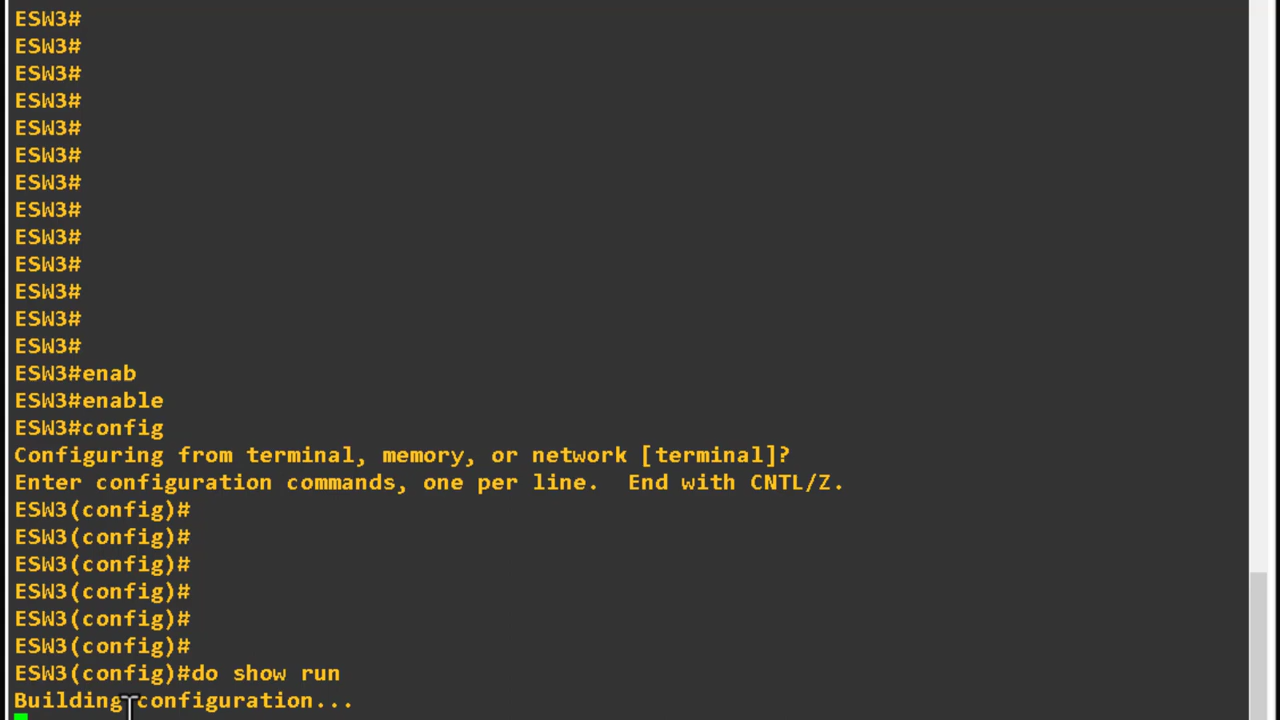 ESW3#
ESW3#
ESW3#
ESW3#
ESW3#
ESW3#
ESW3#
ESW3#
ESW3#
ESW3#
ESW3#
ESW3#
ESW3#
ESW3#enab
ESW3#enable
ESW3#config
Configuring from terminal, memory, or network [terminal]?
Enter configuration commands, one per line.  End with CNTL/Z.
ESW3(config)#
ESW3(config)#
ESW3(config)#
ESW3(config)#
ESW3(config)#
ESW3(config)#
ESW3(config)#do show run
Building configuration...